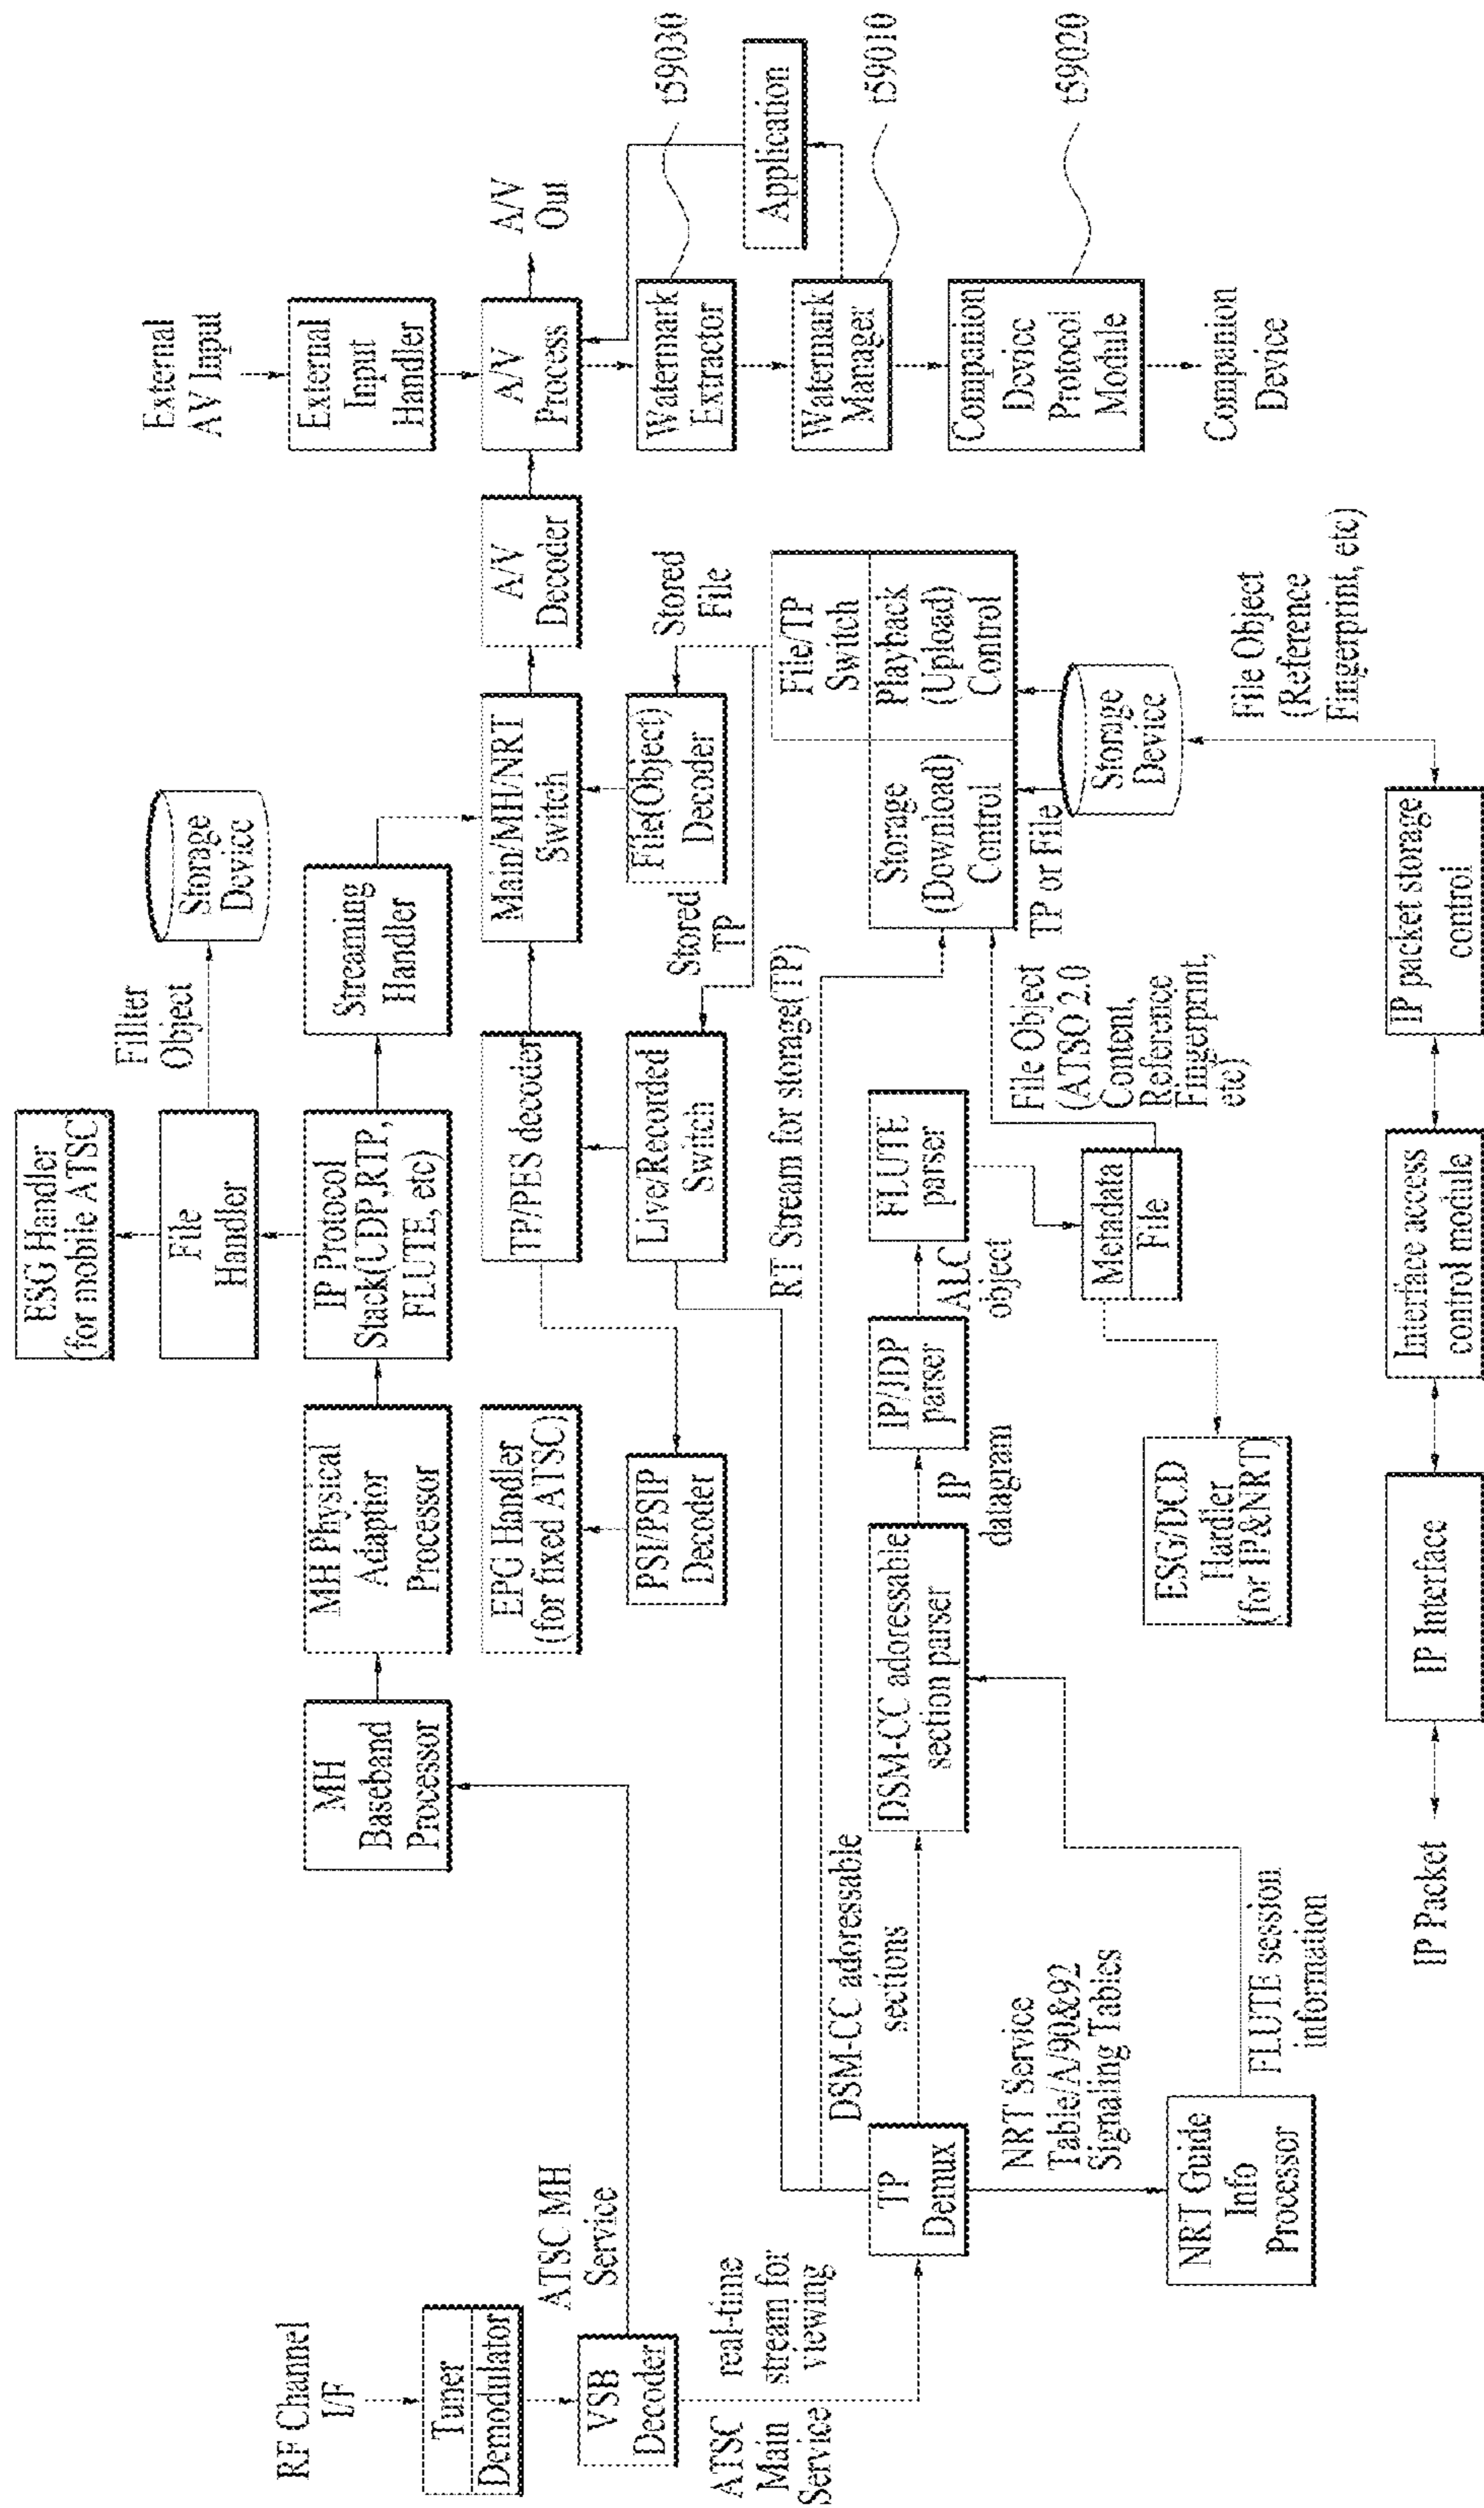 RF Channel
I/F
Tuner
Demodulator
VSB
Decoder
ATSC MH
Service
ATSC
Main
Service
real-time
stream for
viewing
MH
Baseband
Processor
MH Physical
Adaptior
Processor
IP Protocol
Stack(UDP,RTP,
FLUTE, etc)
File
Handler
ESG Handler
(for mobile ATSC)
Fillter
Object
Storage
Device
Streaming
Handler
EPG Handler
(for fixed ATSC)
PSI/PSIP
Decoder
TP/PES decoder
Live/Recorded
Switch
Main/MH/NRT
Switch
File(Object)
Decoder
Stored
TP
Stored
File
A/V
Decoder
External
AV Input
External
Input
Handler
A/V
Process
A/V
Out
Watermark
Extractor
t59030
Application
Watermark
Manager
t59010
Companion
Device
Protocol
Module
t59020
Companion
Device
RT Stream for storage(TP)
TP
Demux
DSM-CC adoressable
sections
DSM-CC adoressable
section parser
IP
datagram
IP/JDP
parser
ALC
object
FLUTE
parser
Metadata
File
File Object
(ATSO 2.0
Content,
Reference
Fingerprint,
etc)
File/TP
Switch
Storage
(Download)
Control
Playback
(Upload)
Control
TP or File
Storage
Device
File Object
(Reference
Fingerprint, etc)
NRT Service
Table/A/90&92
Signaling Tables
NRT Guide
Info
Processor
FLUTE session
information
ESG/DCD
Hardier
(for IP&NRT)
IP Packet
IP Interface
Interface access
control module
IP packet storage
control